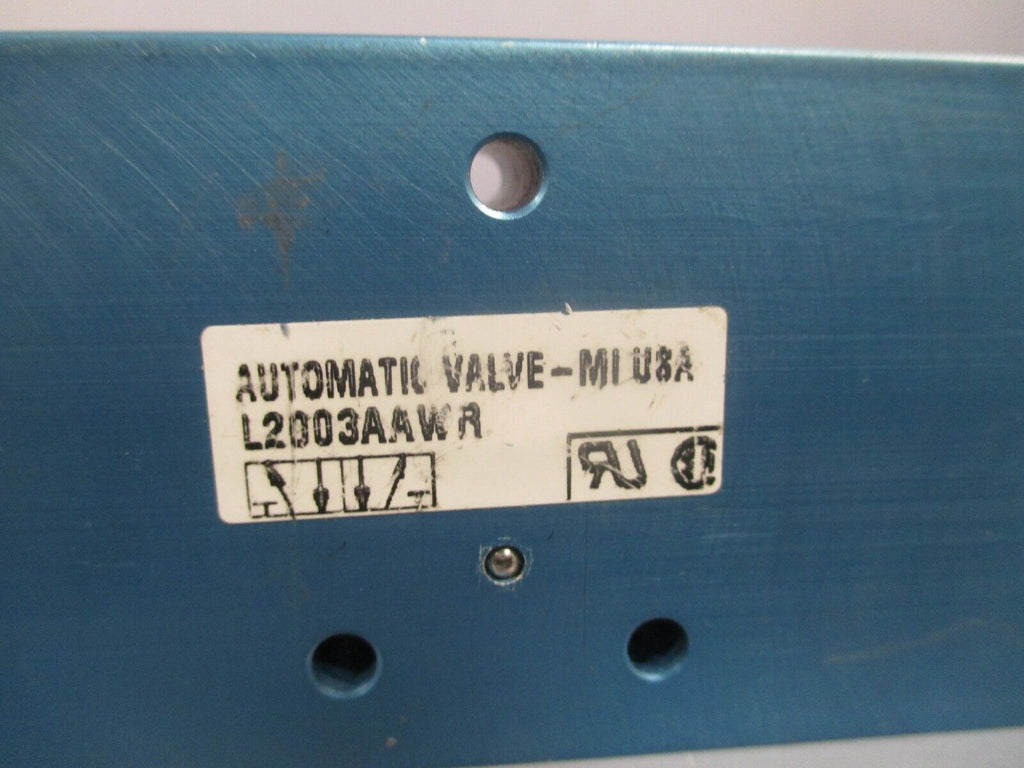 AUTOMATIC VALVE-MI USA
L2003AAWR